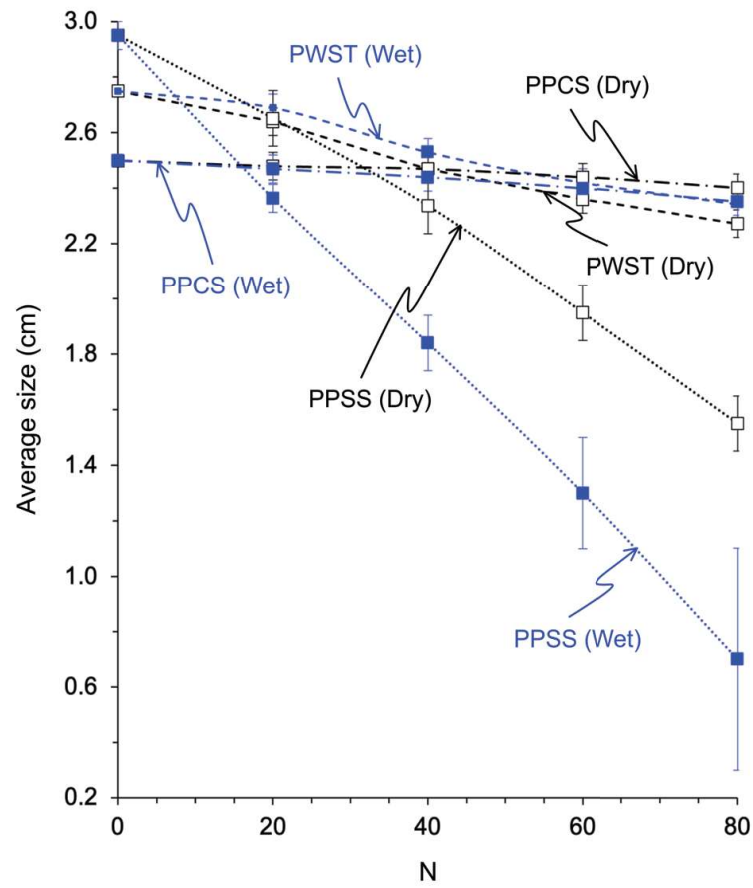 3.0
2.6
2.2
1.8
1.4
1.0
0.6
0.2
Average size (cm)
PWST (Wet)
PPCS (Dry)
PPCS (Wet)
PWST (Dry)
PPSS (Dry)
PPSS (Wet)
0 20 40 60 80
N